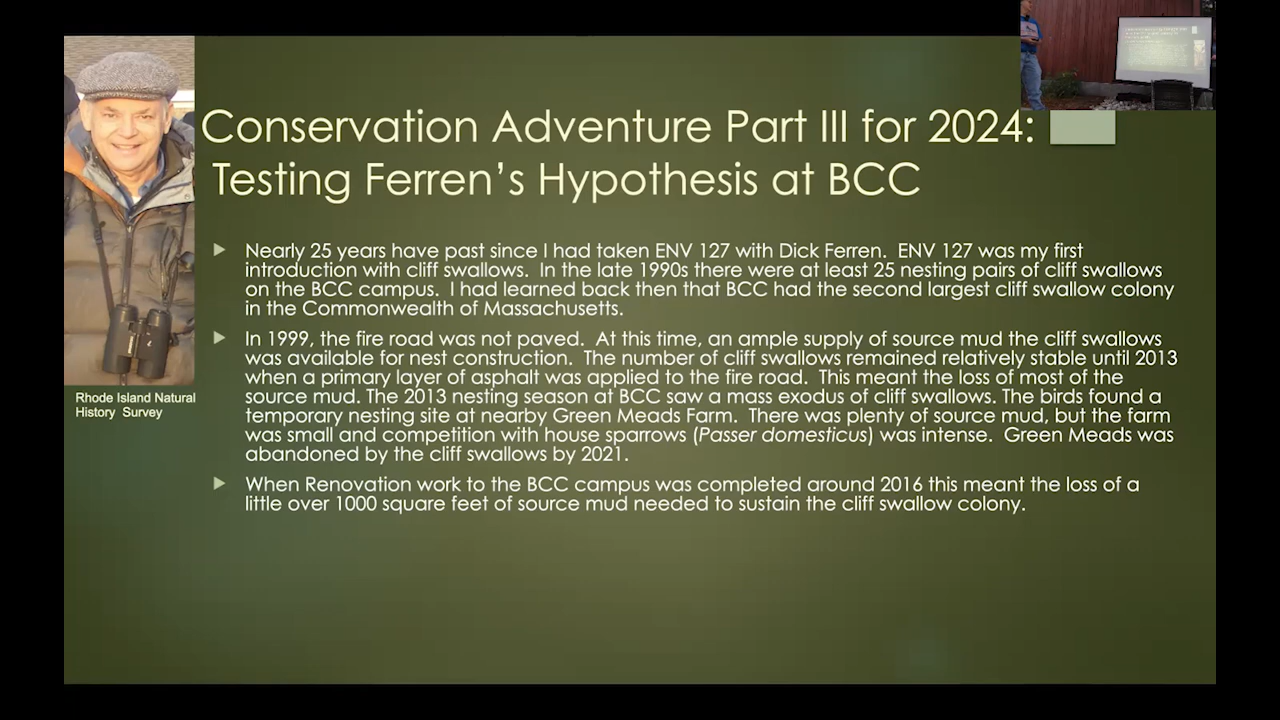 Conservation Adventure Part III for 2024:
Testing Ferren's Hypothesis at BCC
Nearly 25 years have past since I had taken ENV 127 with Dick Ferren. ENV 127 was my first
introduction with cliff swallows. In the late 1990s there were at least 25 nesting pairs of cliff swallows
on the BCC campus. I had learned back then that BCC had the second largest cliff swallow colony
in the Commonwealth of Massachusetts.
In 1999, the fire road was not paved. At this time, an ample supply of source mud the cliff swallows
was available for nest construction. The number of cliff swallows remained relatively stable until 2013
when a primary layer of asphalt was applied to the fire road. This meant the loss of most of the
source mud. The 2013 nesting season at BCC saw a mass exodus of cliff swallows. The birds found a
temporary nesting site at nearby Green Meads Farm. There was plenty of source mud, but the farm
was small and competition with house sparrows (Passer domesticus) was intense. Green Meads was
abandoned by the cliff swallows by 2021.
When Renovation work to the BCC campus was completed around 2016 this meant the loss of a
little over 1000 square feet of source mud needed to sustain the cliff swallow colony.
Rhode Island Natural
History Survey